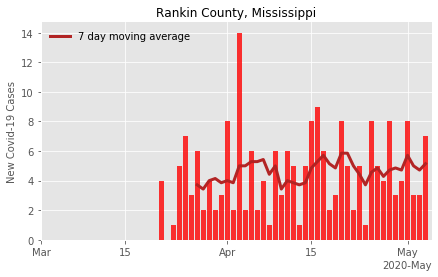 Rankin County, Mississippi
7 day moving average
New Covid-19 Cases
14
12
10
8
6
4
2
0
Mar 15 Apr 15 May
2020-May